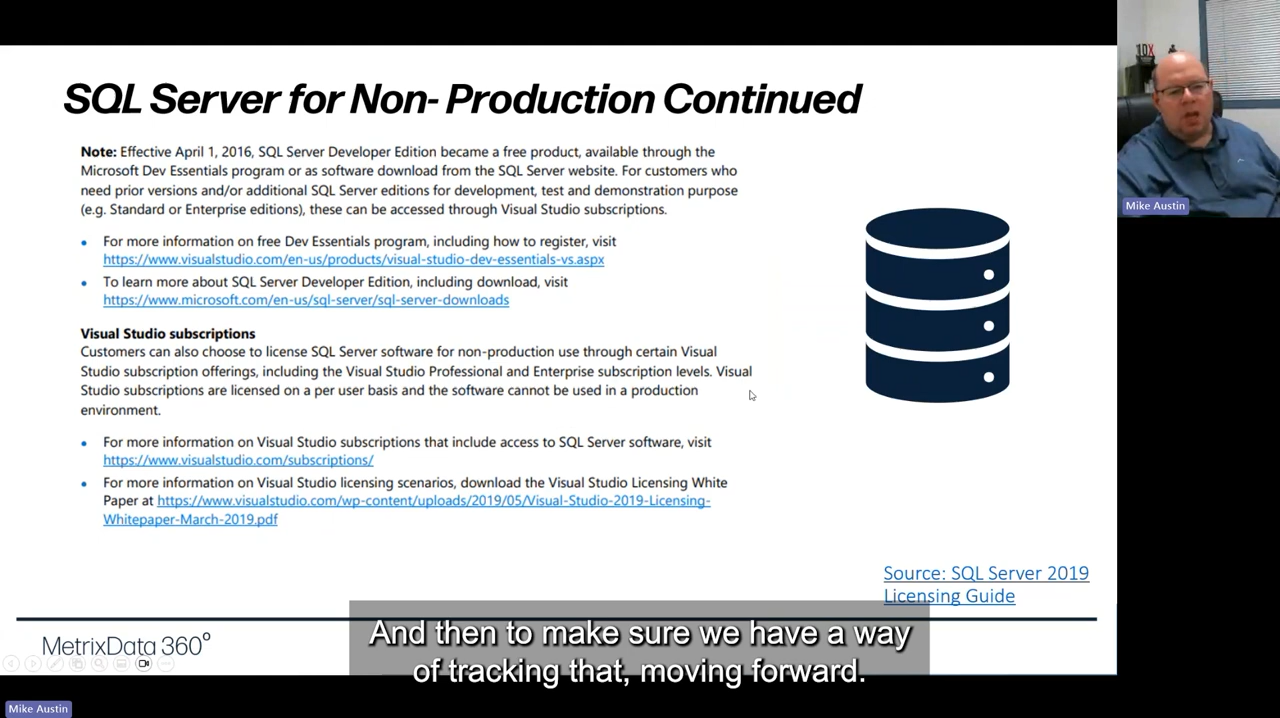 SQL Server for Non- Production Continued
Note: Effective April 1, 2016, SQL Server Developer Edition became a free product, available through the
Microsoft Dev Essentials program or as software download from the SQL Server website. For customers who
need prior versions and/or additional SQL Server editions for development, test and demonstration purpose
(e.g. Standard or Enterprise editions), these can be accessed through Visual Studio subscriptions.
• For more information on free Dev Essentials program, including how to register, visit
https://www.visualstudio.com/en-us/products/visual-studio-dev-essentials-vs.aspx
• To learn more about SQL Server Developer Edition, including download, visit
https://www.microsoft.com/en-us/sql-server/sql-server-downloads
Visual Studio subscriptions
Customers can also choose to license SQL Server software for non-production use through certain Visual
Studio subscription offerings, including the Visual Studio Professional and Enterprise subscription levels. Visual
Studio subscriptions are licensed on a per user basis and the software cannot be used in a production
environment.
• For more information on Visual Studio subscriptions that include access to SQL Server software, visit
https://www.visualstudio.com/subscriptions/
• For more information on Visual Studio licensing scenarios, download the Visual Studio Licensing White
Paper at https://www.visualstudio.com/wp-content/uploads/2019/05/Visual-Studio-2019-Licensing-
Whitepaper-March-2019.pdf
Source: SQL Server 2019
Licensing Guide
MetrixData 360°
And then to make sure we have a way
of tracking that, moving forward.
10X
Mike Austin
Mike Austin